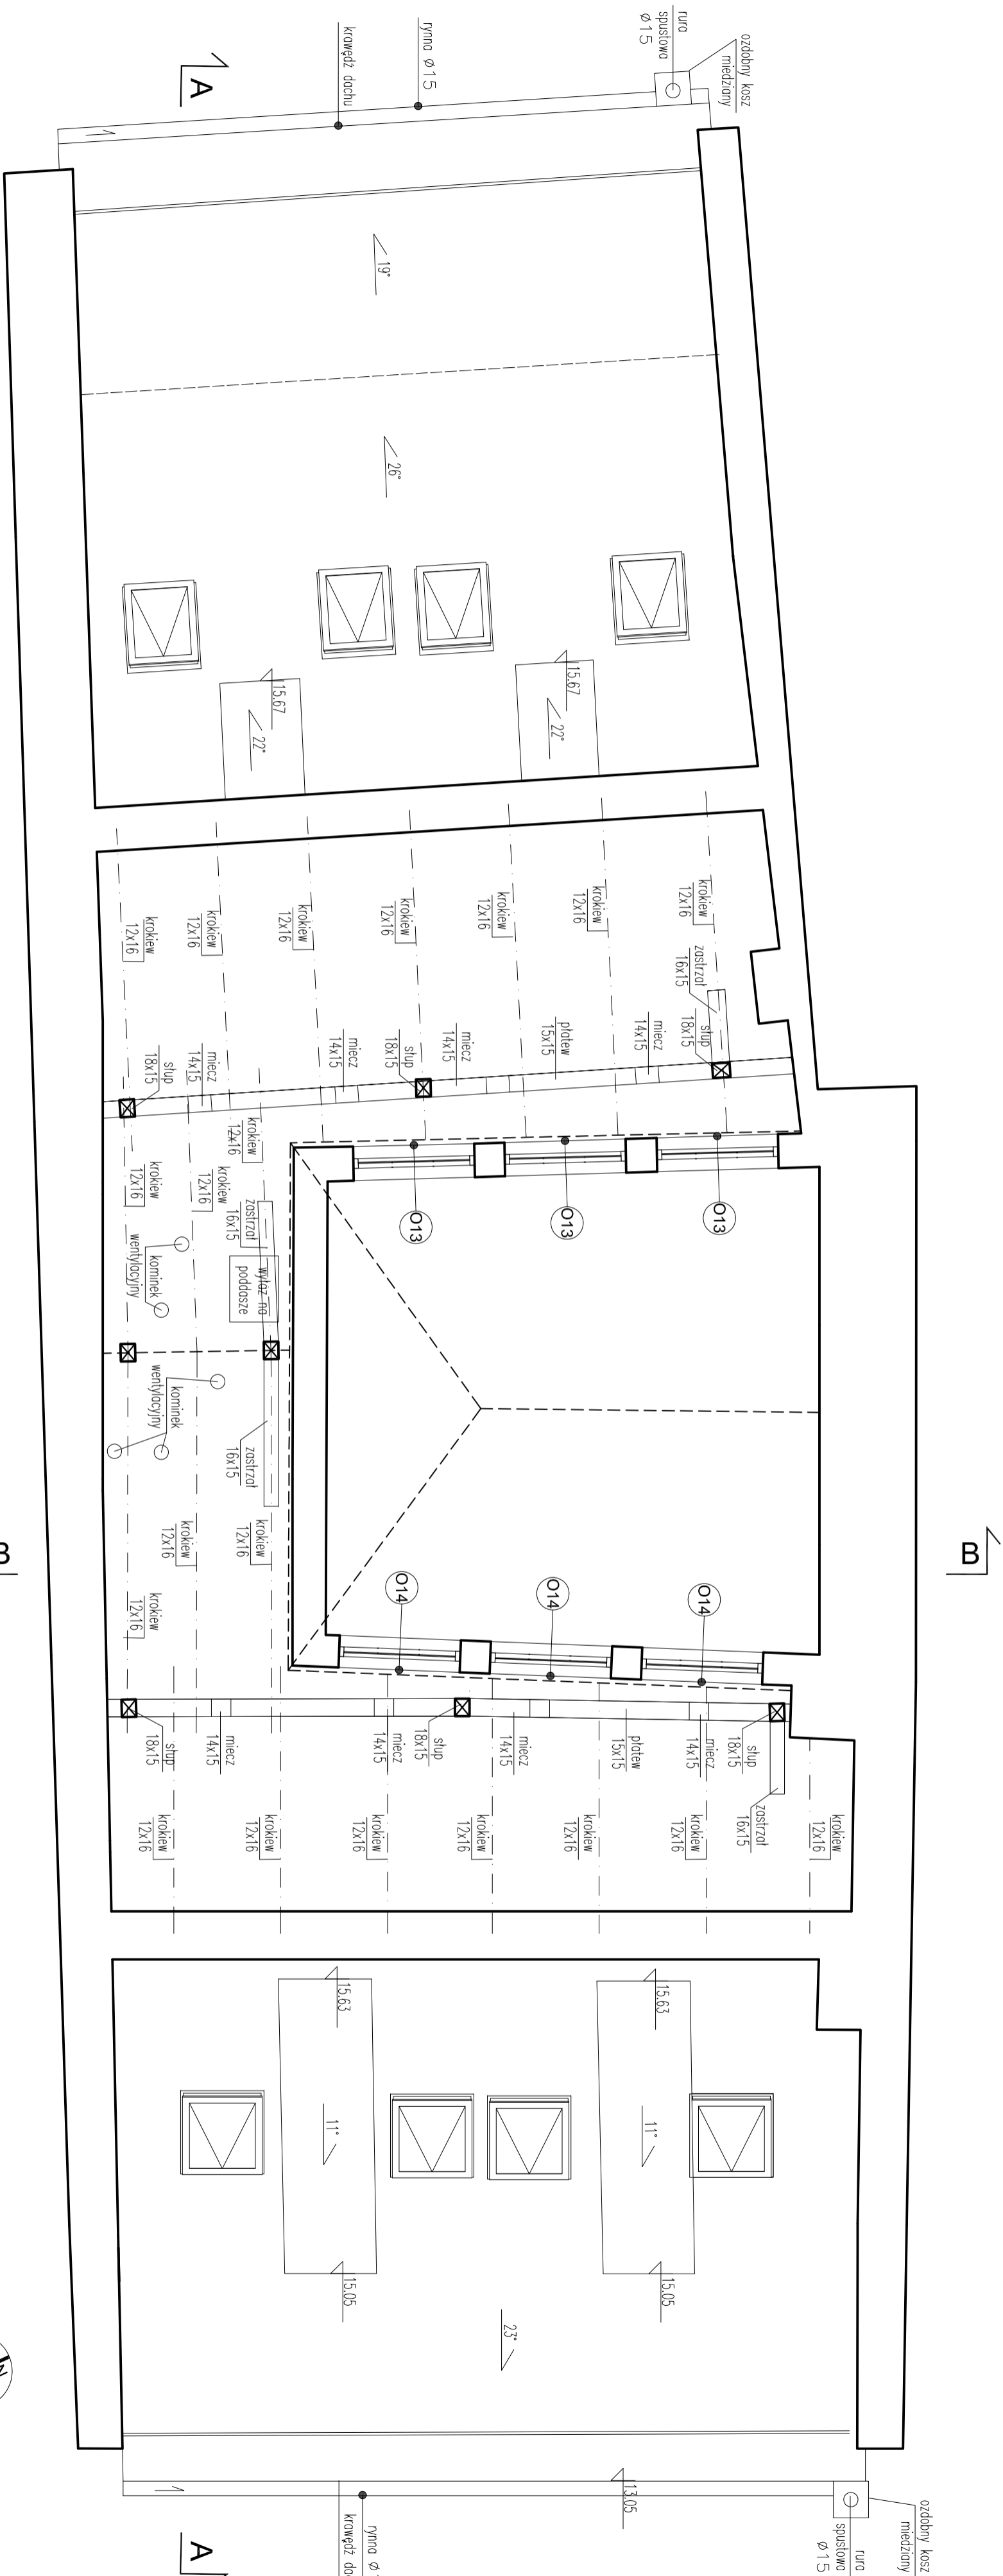 ozdobny kosz
miedziany
rura
spustowa
Ø15
rynna Ø15
krawędź dachu
A
19°
26°
15.67
22°
15.67
22°
krokiew
12x16
krokiew
12x16
krokiew
12x16
krokiew
12x16
krokiew
12x16
krokiew
12x16
krokiew
12x16
zastrzał
16x15
słup
18x15
miecz
14x15
płatew
15x15
miecz
14x15
słup
18x15
miecz
14x15
miecz
14x15
słup
18x15
krokiew
12x16
krokiew
12x16
krokiew
12x16
zastrzał
16x15
wyłaz na
poddasze
kominek
wentylacyjny
kominek
wentylacyjny
zastrzał
16x15
O13
O13
O13
B
B
O14
O14
O14
krokiew
12x16
krokiew
12x16
krokiew
12x16
słup
18x15
miecz
14x15
płatew
15x15
miecz
14x15
słup
18x15
miecz
14x15
miecz
14x15
słup
18x15
zastrzał
16x15
krokiew
12x16
krokiew
12x16
krokiew
12x16
krokiew
12x16
krokiew
12x16
krokiew
12x16
krokiew
12x16
15.63
15.63
11°
11°
15.05
15.05
23°
13.05
N
ozdobny kosz
miedziany
rura
spustowa
Ø15
rynna Ø
krawędź da
A